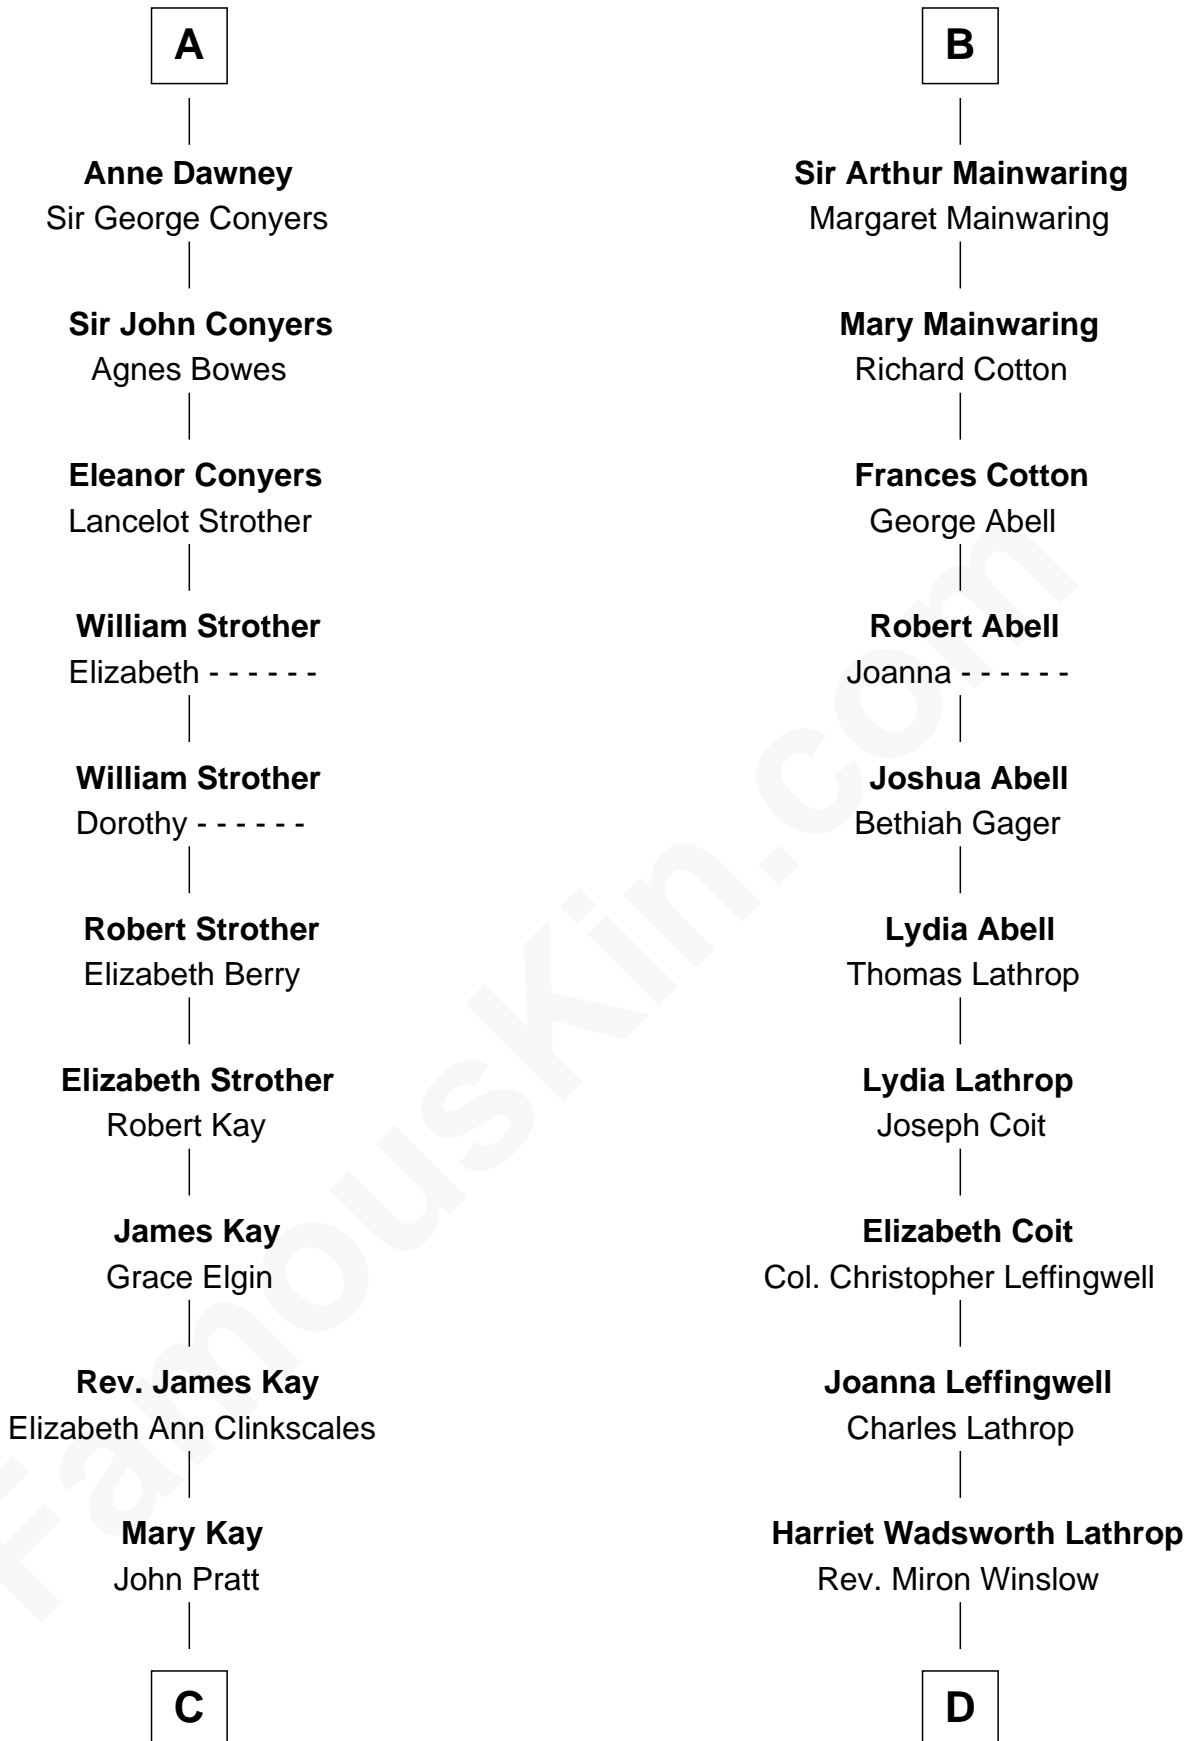 A
Anne Dawney
Sir George Conyers
Sir John Conyers
Agnes Bowes
Eleanor Conyers
Lancelot Strother
William Strother
Elizabeth - - - - - -
William Strother
Dorothy - - - - - -
Robert Strother
Elizabeth Berry
Elizabeth Strother
Robert Kay
James Kay
Grace Elgin
Rev. James Kay
Elizabeth Ann Clinkscales
Mary Kay
John Pratt
C
B
Sir Arthur Mainwaring
Margaret Mainwaring
Mary Mainwaring
Richard Cotton
Frances Cotton
George Abell
Robert Abell
Joanna - - - - - -
Joshua Abell
Bethiah Gager
Lydia Abell
Thomas Lathrop
Lydia Lathrop
Joseph Coit
Elizabeth Coit
Col. Christopher Leffingwell
Joanna Leffingwell
Charles Lathrop
Harriet Wadsworth Lathrop
Rev. Miron Winslow
D
FamousKin.com